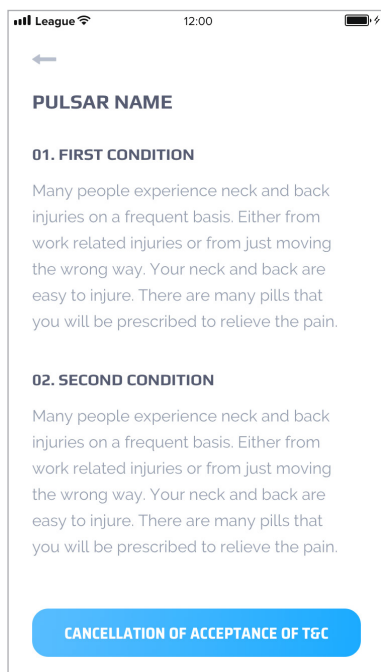 League 12:00
PULSAR NAME
01. FIRST CONDITION
Many people experience neck and back
injuries on a frequent basis. Either from
work related injuries or from just moving
the wrong way. Your neck and back are
easy to injure. There are many pills that
you will be prescribed to relieve the pain.
02. SECOND CONDITION
Many people experience neck and back
injuries on a frequent basis. Either from
work related injuries or from just moving
the wrong way. Your neck and back are
easy to injure. There are many pills that
you will be prescribed to relieve the pain.
CANCELLATION OF ACCEPTANCE OF T&C